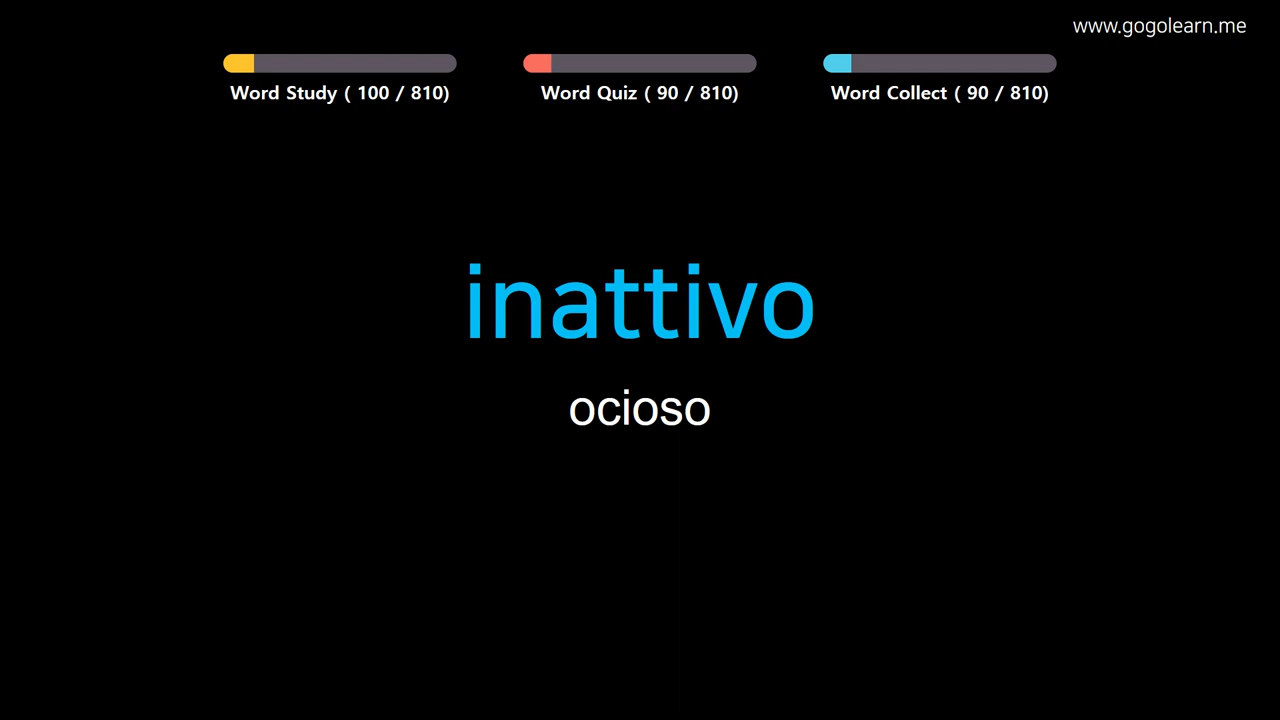 www.gogolearn.me
Word Study ( 100 / 810)
Word Quiz ( 90 / 810)
Word Collect ( 90 / 810)
inattivo
ocioso